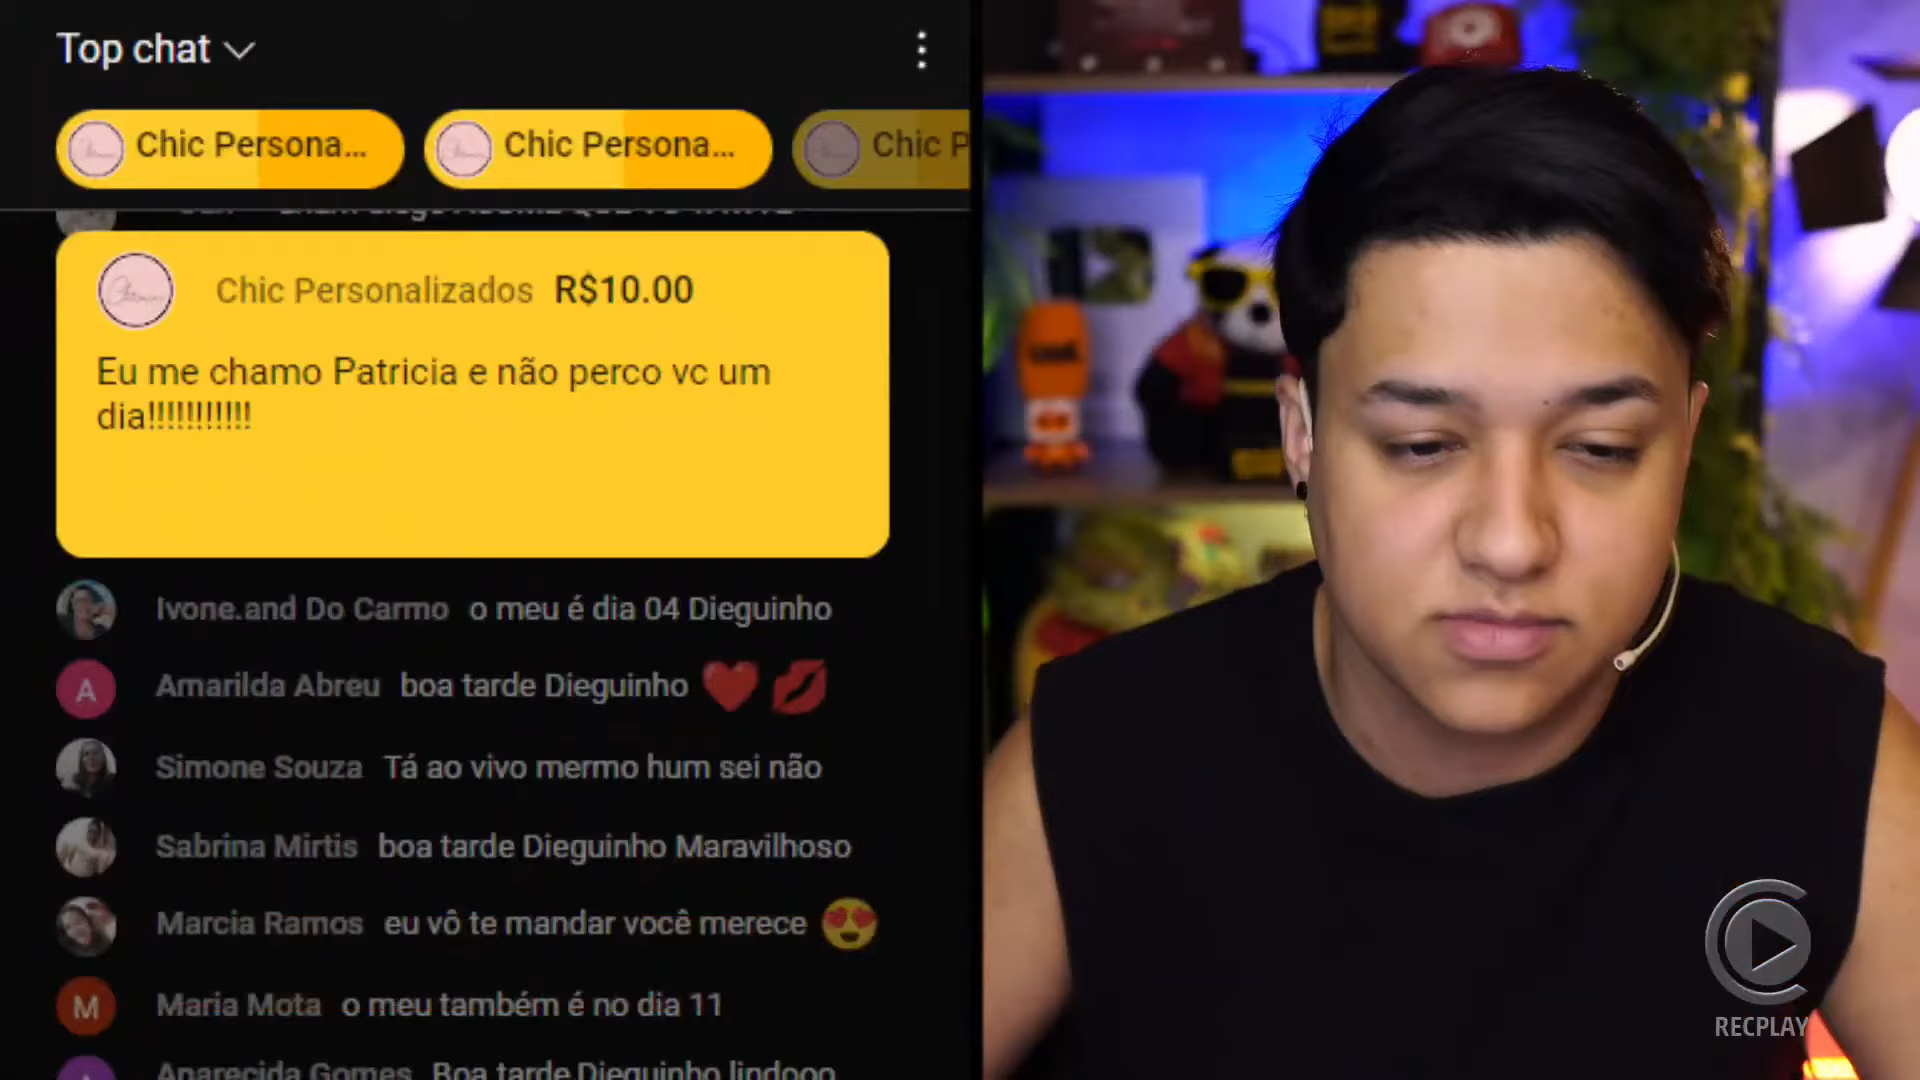 Top chat
Chic Persona...
Chic Persona...
Chic P
Chic Personalizados R$10.00
Eu me chamo Patricia e não perco vc um
dia!!!!!!!!!!!
Ivone.and Do Carmo o meu é dia 04 Dieguinho
Amarilda Abreu boa tarde Dieguinho
A
Simone Souza Tá ao vivo mermo hum sei não
Sabrina Mirtis boa tarde Dieguinho Maravilhoso
Marcia Ramos eu vô te mandar você merece
M
Maria Mota o meu também é no dia 11
Aparecida Gomes Boa tarde Dieguinho lindooo
RECPLAY